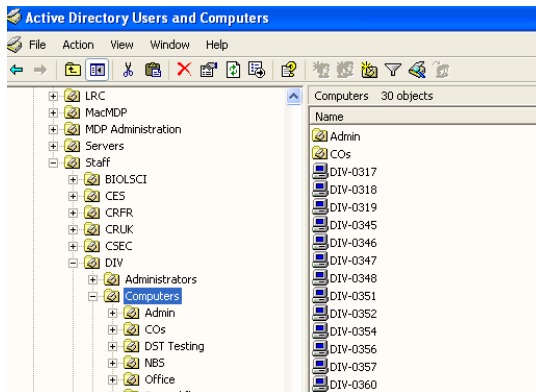 Active Directory Users and Computers
File Action View Window Help
LRC
MacMDP
MDP Administration
Servers
Staff
BIOLSCI
CES
CRFR
CRUK
CSEC
DIV
Administrators
Computers
Admin
COs
DST Testing
NBS
Office
Computers 30 objects
Name
Admin
COs
DIV-0317
DIV-0318
DIV-0319
DIV-0345
DIV-0346
DIV-0347
DIV-0348
DIV-0351
DIV-0352
DIV-0354
DIV-0356
DIV-0357
DIV-0360